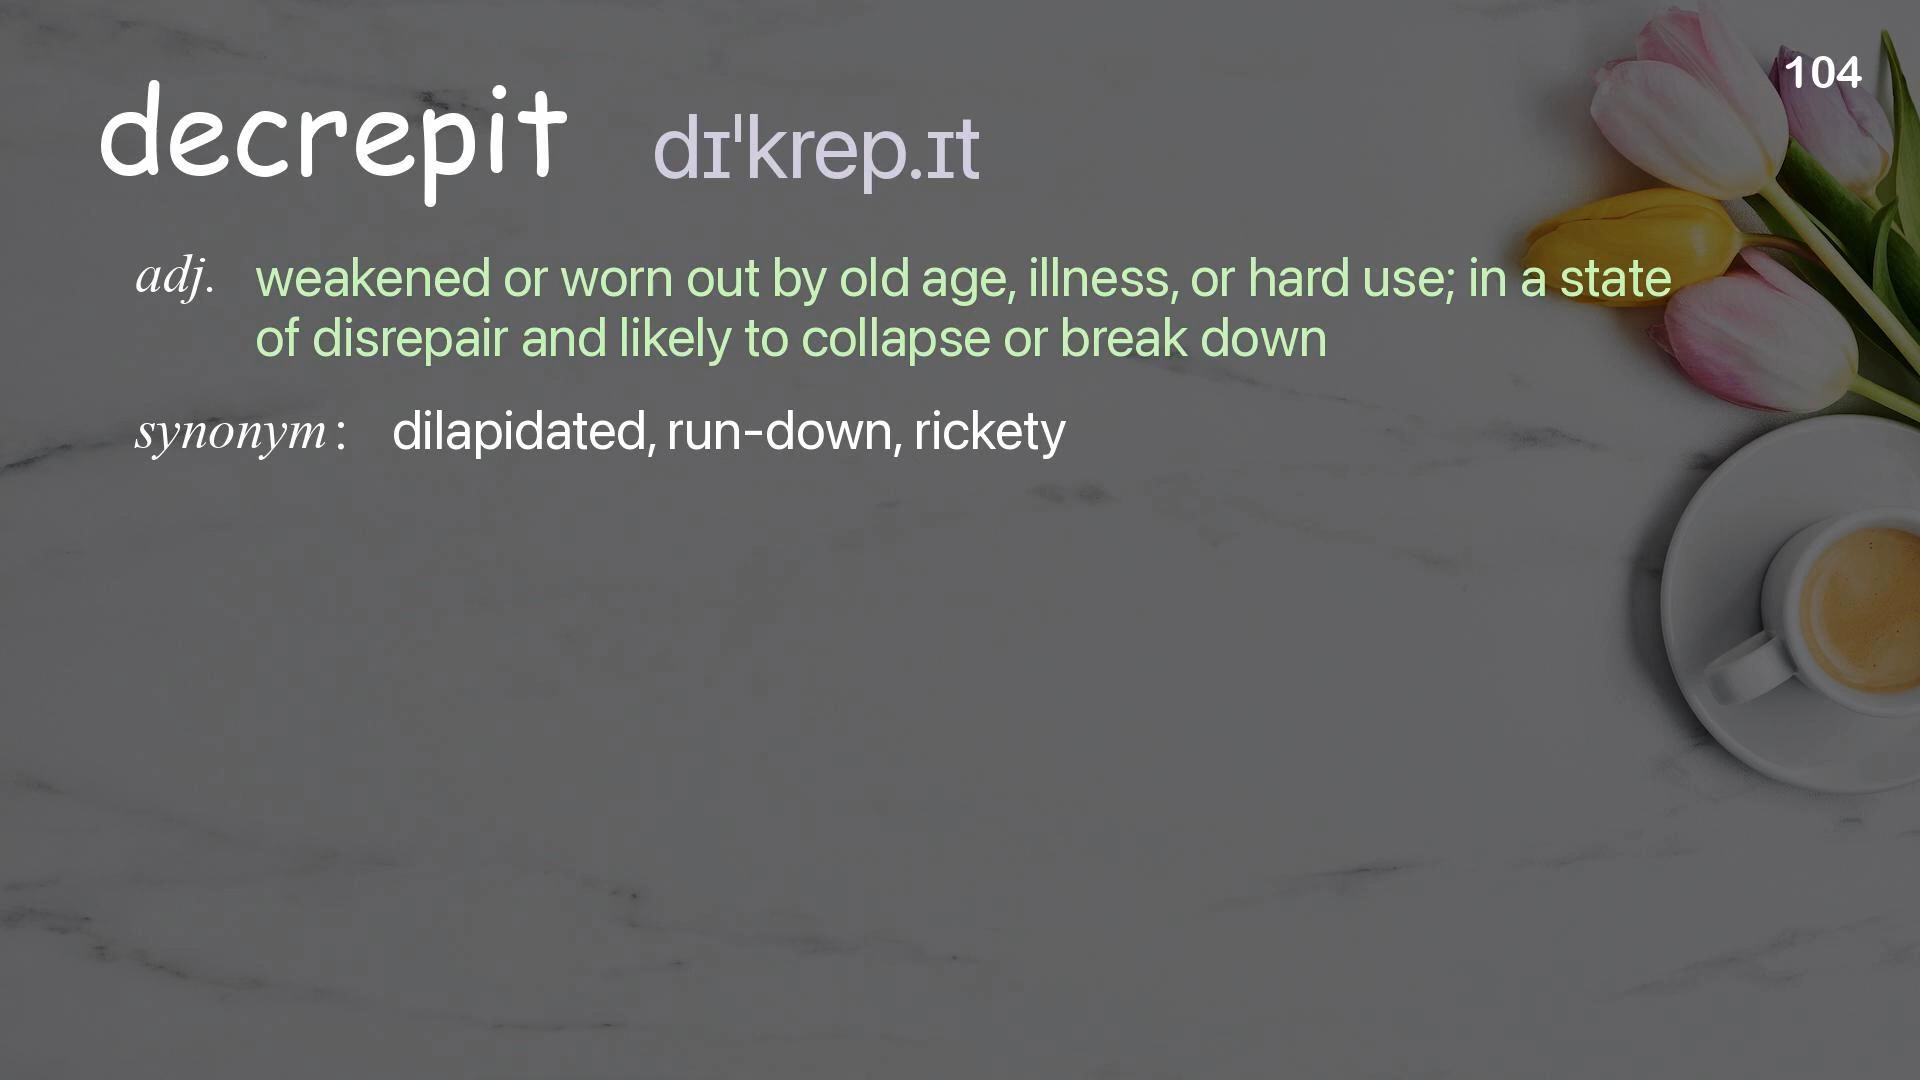 104
decrepit dɪˈkrep.ɪt
adj. weakened or worn out by old age, illness, or hard use; in a state
of disrepair and likely to collapse or break down
synonym: dilapidated, run-down, rickety